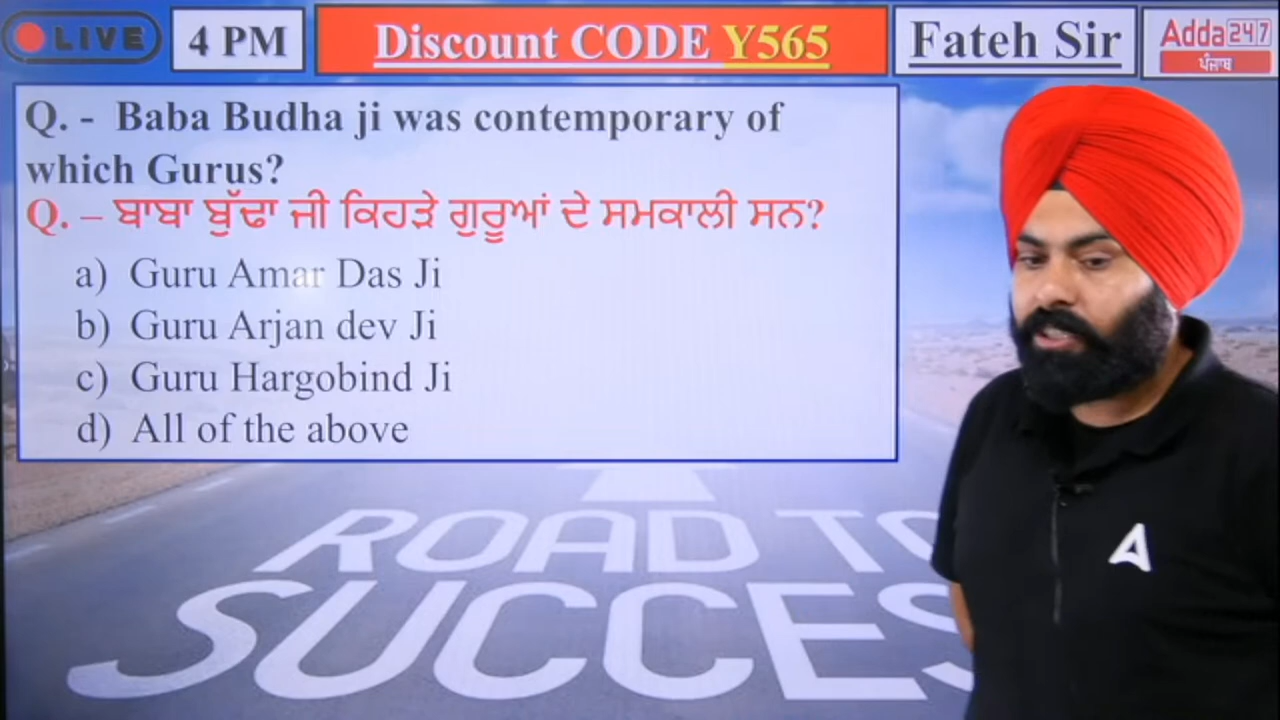 LIVE
4 PM
Discount CODE Y565
Fateh Sir
Adda247
ਪੰਜਾਬ
Q. - Baba Budha ji was contemporary of
which Gurus?
Q. – ਬਾਬਾ ਬੁੱਢਾ ਜੀ ਕਿਹੜੇ ਗੁਰੂਆਂ ਦੇ ਸਮਕਾਲੀ ਸਨ?
a) Guru Amar Das Ji
b) Guru Arjan dev Ji
c) Guru Hargobind Ji
d) All of the above
ROAD TO
SUCCES